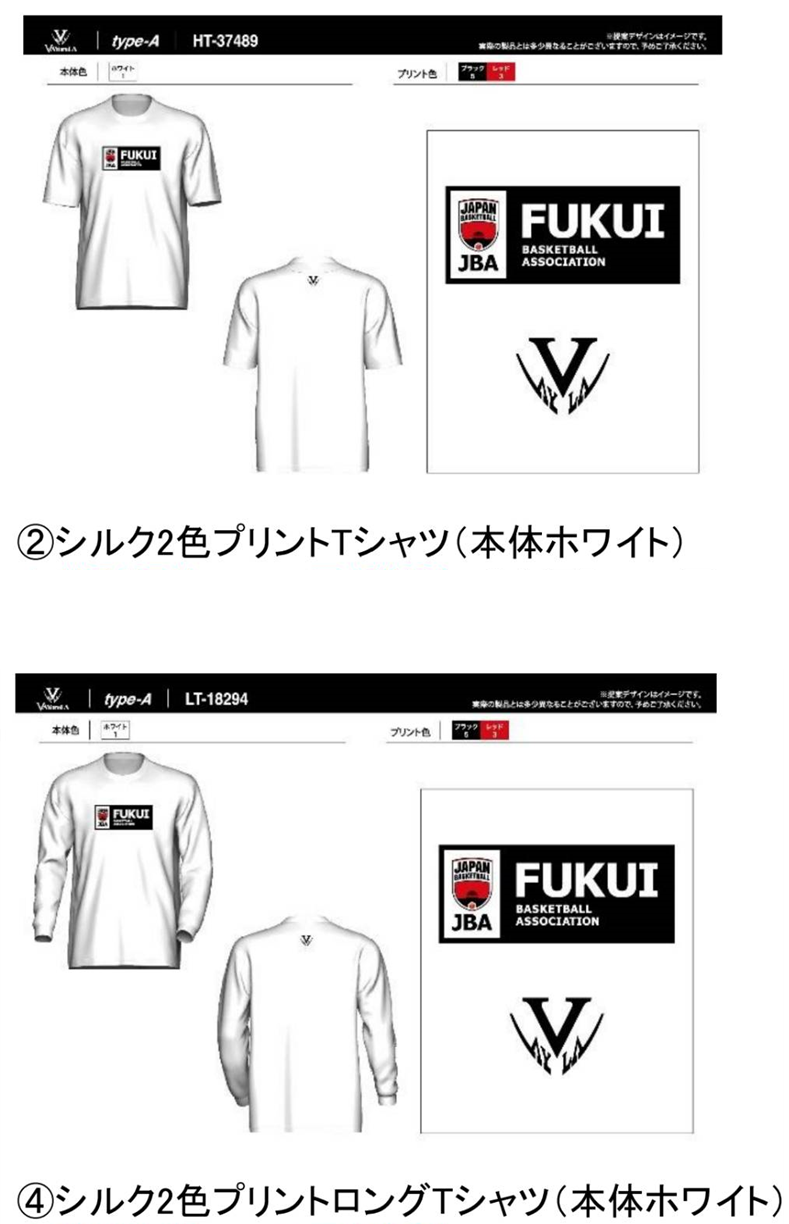 type-A HT-37489
※提案デザインはイメージです。
実際の製品とは多少異なることがございますので、予めご了承ください。
本体色 ホワイト 1
プリント色 ブラック 5 レッド 3
JBA FUKUI
JAPAN
BASKETBALL
JBA
FUKUI
BASKETBALL
ASSOCIATION
VAYLA
②シルク2色プリントTシャツ（本体ホワイト）
type-A LT-18294
※提案デザインはイメージです。
実際の製品とは多少異なることがございますので、予めご了承ください。
本体色 ホワイト 1
プリント色 ブラック 5 レッド 3
JBA FUKUI
JAPAN
BASKETBALL
JBA
FUKUI
BASKETBALL
ASSOCIATION
VAYLA
④シルク2色プリントロングTシャツ（本体ホワイト）